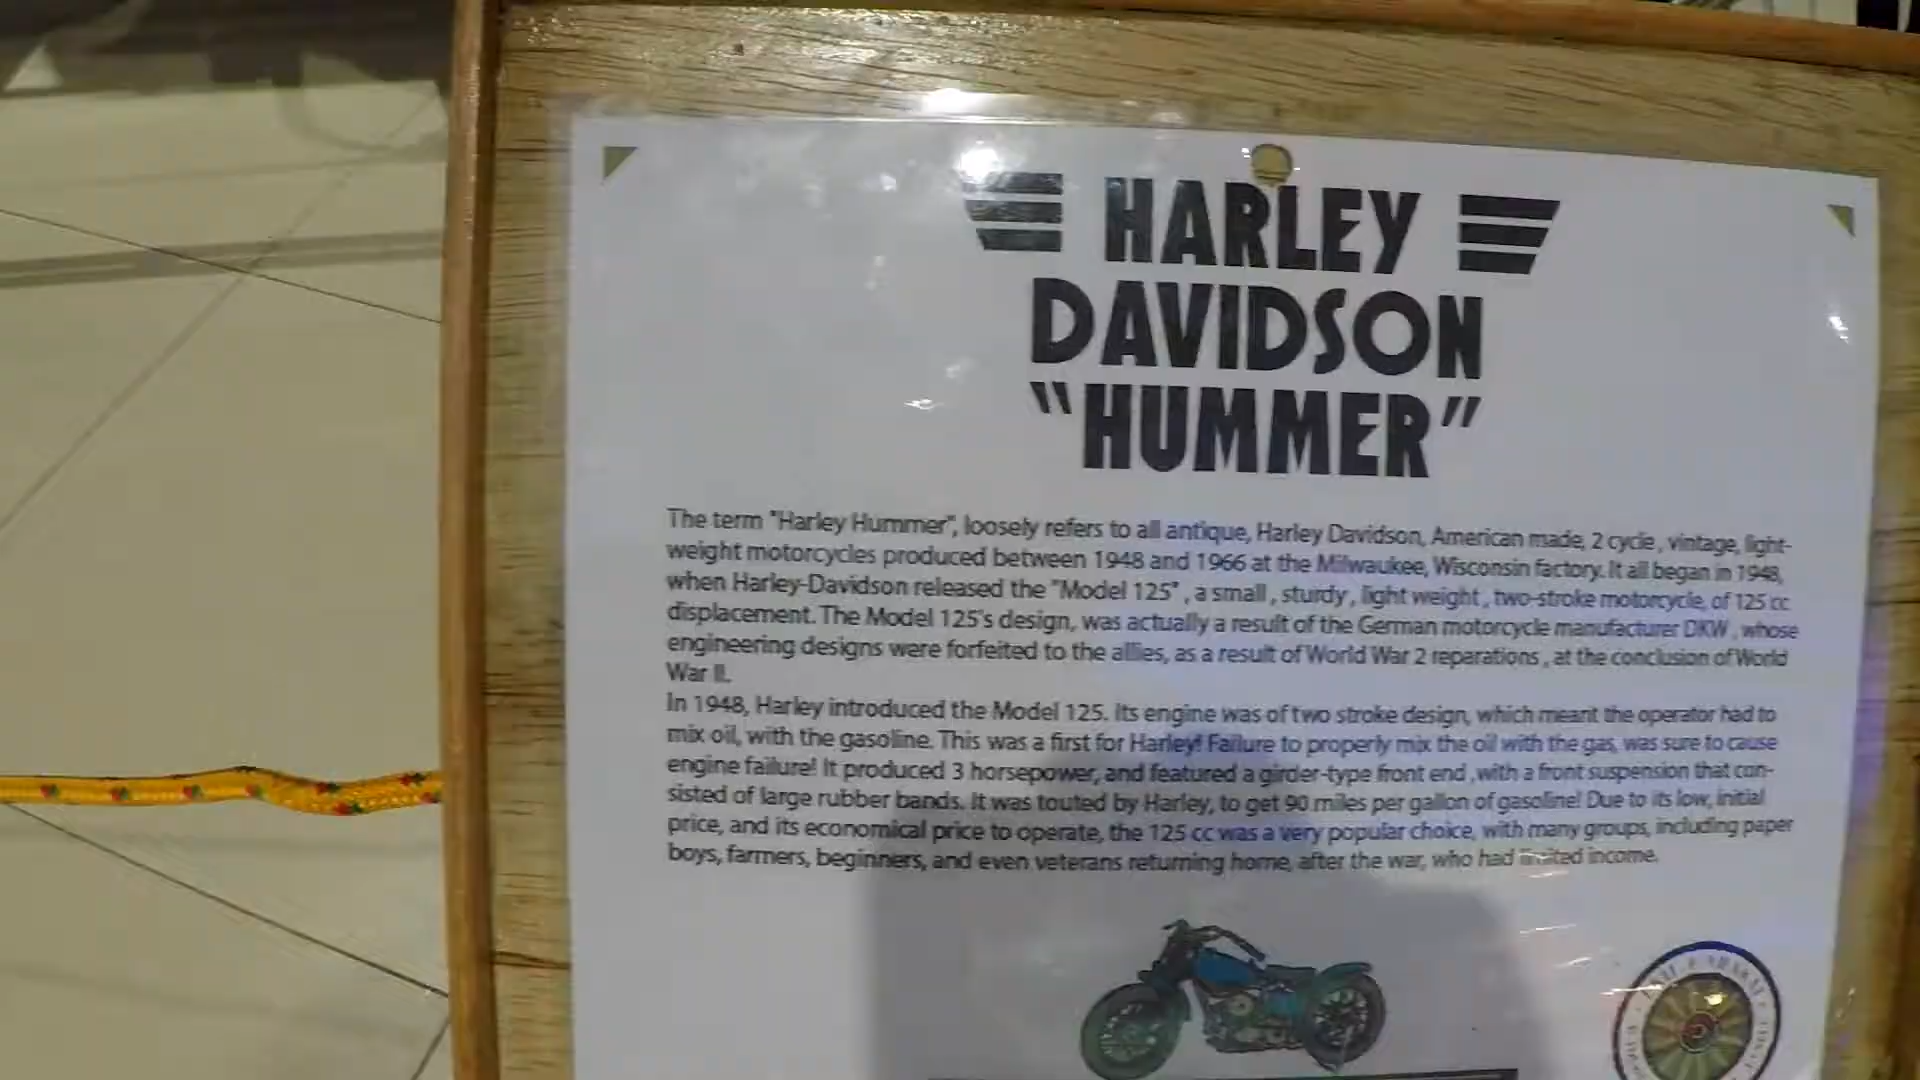 HARLEY
DAVIDSON
"HUMMER"
The term "Harley Hummer", loosely refers to all antique, Harley Davidson, American made, 2 cycle, vintage, light-
weight motorcycles produced between 1948 and 1966 at the Milwaukee, Wisconsin factory. It all began in 1948,
when Harley-Davidson released the "Model 125" , a small , sturdy , light weight , two-stroke motorcycle, of 125 cc
displacement. The Model 125's design, was actually a result of the German motorcycle manufacturer DKW , whose
engineering designs were forfeited to the allies, as a result of World War 2 reparations , at the conclusion of World
War II.
In 1948, Harley introduced the Model 125. Its engine was of two stroke design, which meant the operator had to
mix oil, with the gasoline. This was a first for Harley! Failure to properly mix the oil with the gas, was sure to cause
engine failure! It produced 3 horsepower, and featured a girder-type front end ,with a front suspension that con-
sisted of large rubber bands. It was touted by Harley, to get 90 miles per gallon of gasoline! Due to its low, initial
price, and its economical price to operate, the 125 cc was a very popular choice, with many groups, including paper
boys, farmers, beginners, and even veterans returning home, after the war, who had limited income.